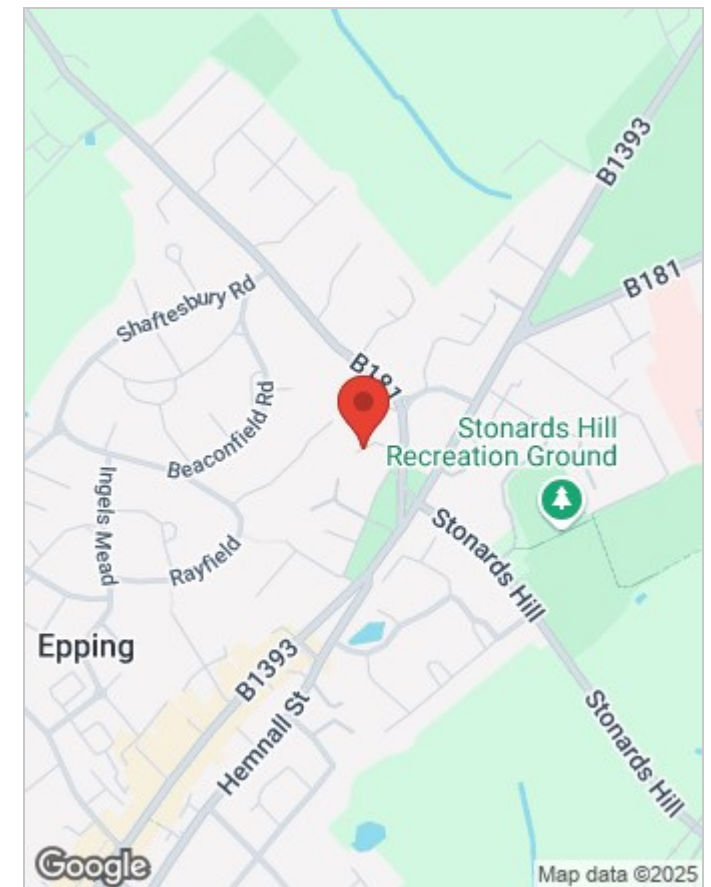 B1393
B181
Shaftesbury Rd
B181
Beaconfield Rd
Stonards Hill
Recreation Ground
Ingels Mead
Rayfield
Stonards Hill
Epping
B1393
Hemnall St
Stonards Hill
Google
Map data ©2025